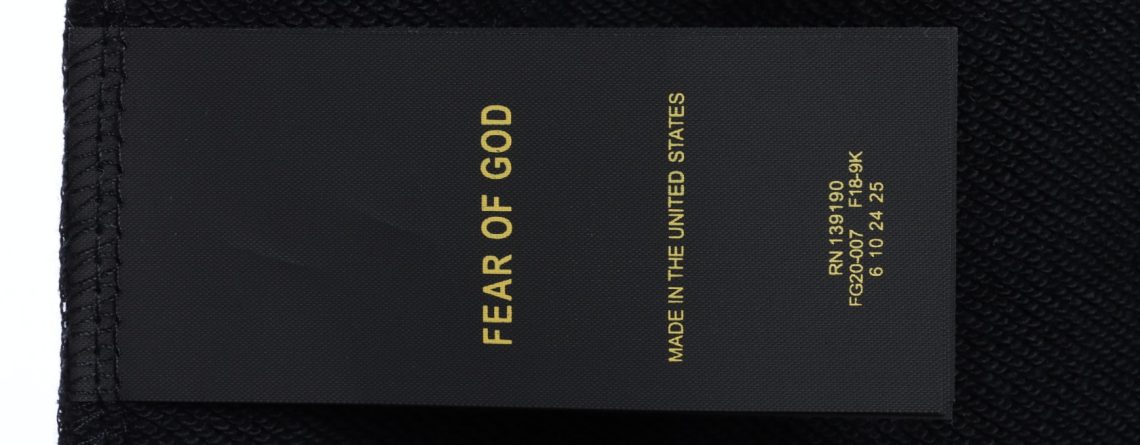 FEAR OF GOD
MADE IN THE UNITED STATES
RN 139190
FG20-007 F18-9K
6 10 24 25